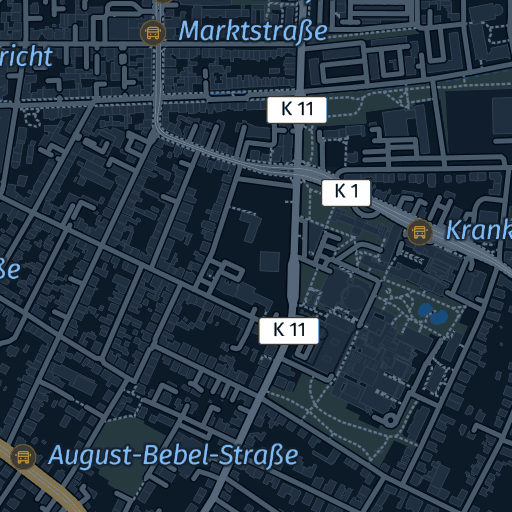 Marktstraße
richt
K 11
K 1
Krank
ße
K 11
August-Bebel-Straße